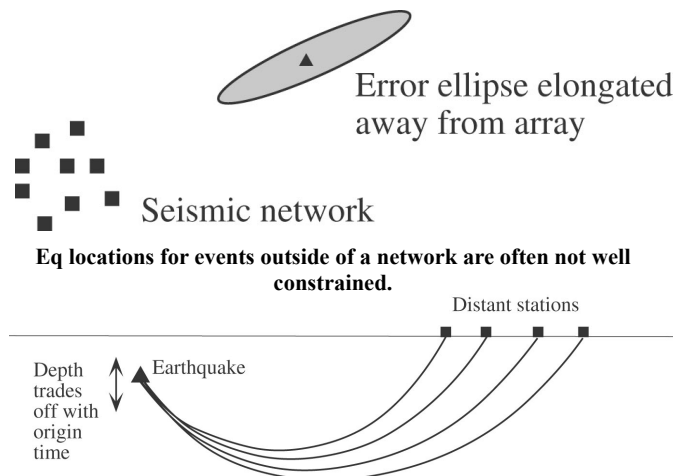 Error ellipse elongated
away from array
Seismic network
Eq locations for events outside of a network are often not well
constrained.
Distant stations
Earthquake
Depth
trades
off with
origin
time